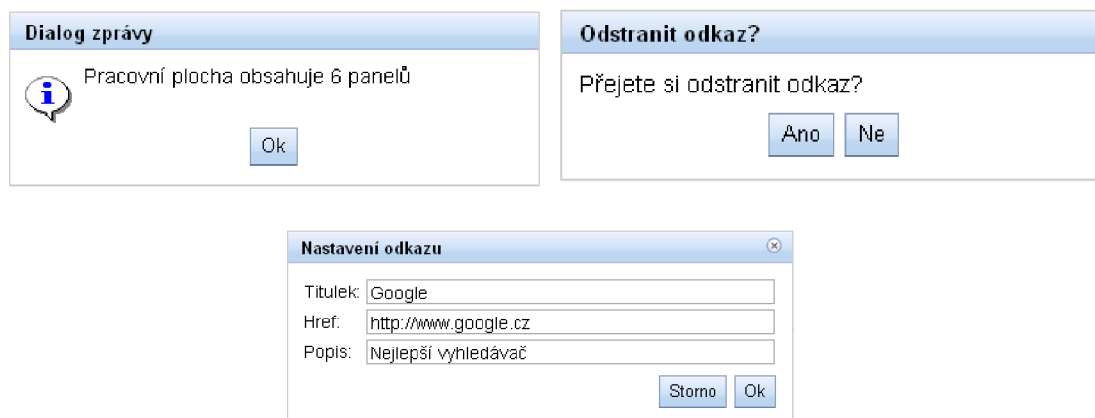 Dialog zprávy
Pracovní plocha obsahuje 6 panelů
Ok
Odstranit odkaz?
Přejete si odstranit odkaz?
Ano Ne
Nastavení odkazu
Titulek: Google
Href: http://www.google.cz
Popis: Nejlepší vyhledávač
Storno Ok